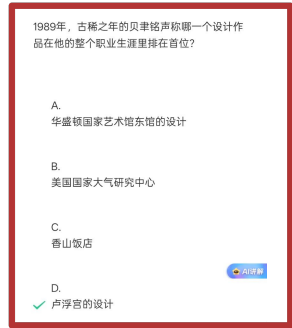 1989年，古稀之年的贝聿铭声称哪一个设计作
品在他的整个职业生涯里排在首位？
A.
华盛顿国家艺术馆东馆的设计
B.
美国国家大气研究中心
C.
香山饭店
AI讲解
D.
卢浮宫的设计